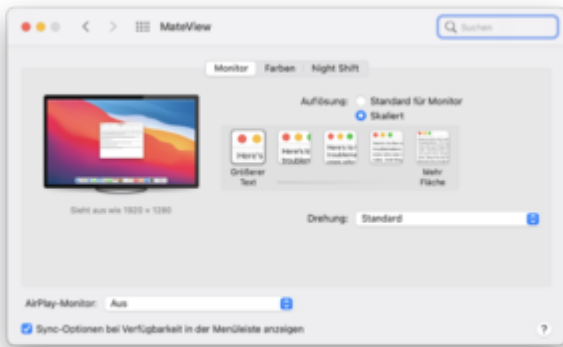 MateView
Suchen
Monitor Farben Night Shift
Auflösung: Standard für Monitor
Skaliert
Here's
Größerer Text
Mehr Fläche
Sieht aus wie 1920 × 1280
Drehung: Standard
AirPlay-Monitor: Aus
Sync-Optionen bei Verfügbarkeit in der Menüleiste anzeigen
?